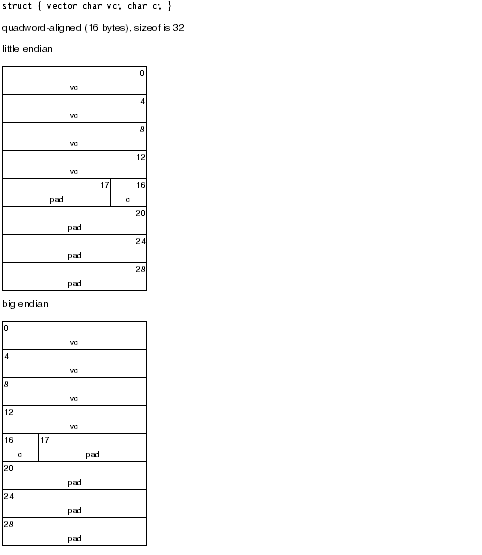 struct { vector char vc; char c; }
quadword-aligned (16 bytes), sizeof is 32
little endian
0
vc
4
vc
8
vc
12
vc
17 16
pad c
20
pad
24
pad
28
pad
big endian
0
vc
4
vc
8
vc
12
vc
16 17
c pad
20
pad
24
pad
28
pad